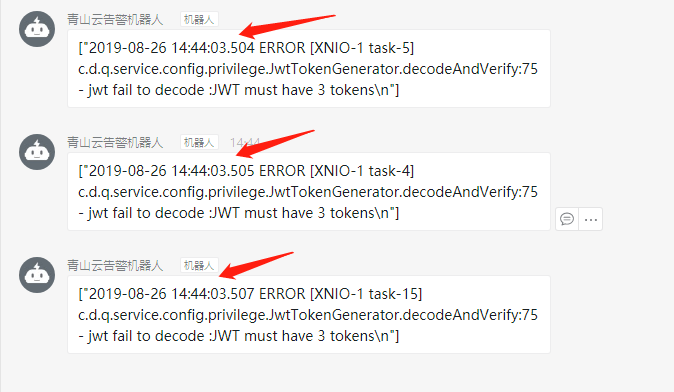 青山云告警机器人 机器人
["2019-08-26 14:44:03.504 ERROR [XNIO-1 task-5]
c.d.q.service.config.privilege.JwtTokenGenerator.decodeAndVerify:75
- jwt fail to decode :JWT must have 3 tokens\n"]
青山云告警机器人 机器人 14:44
["2019-08-26 14:44:03.505 ERROR [XNIO-1 task-4]
c.d.q.service.config.privilege.JwtTokenGenerator.decodeAndVerify:75
- jwt fail to decode :JWT must have 3 tokens\n"]
青山云告警机器人 机器人
["2019-08-26 14:44:03.507 ERROR [XNIO-1 task-15]
c.d.q.service.config.privilege.JwtTokenGenerator.decodeAndVerify:75
- jwt fail to decode :JWT must have 3 tokens\n"]